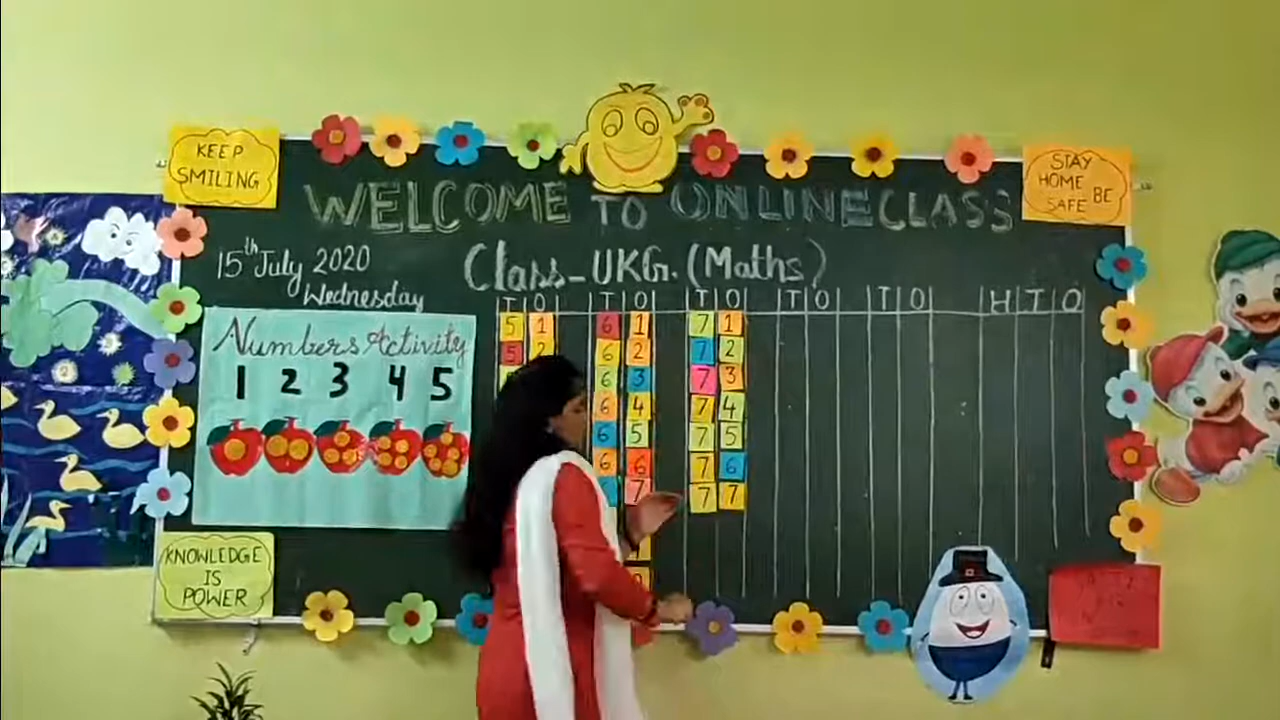 KEEP
SMILING
STAY
HOME BE
SAFE
WELCOME TO ONLINE CLASS
15th July 2020
Wednesday
Class-UKG. (Maths)
T O T O T O T O T O H T O
Numbers Activity
1 2 3 4 5
5 1 6 1 7 1
5 2 6 2 7 2
6 3 7 3
6 4 7 4
6 5 7 5
6 6 7 6
7 7 7
KNOWLEDGE
IS
POWER